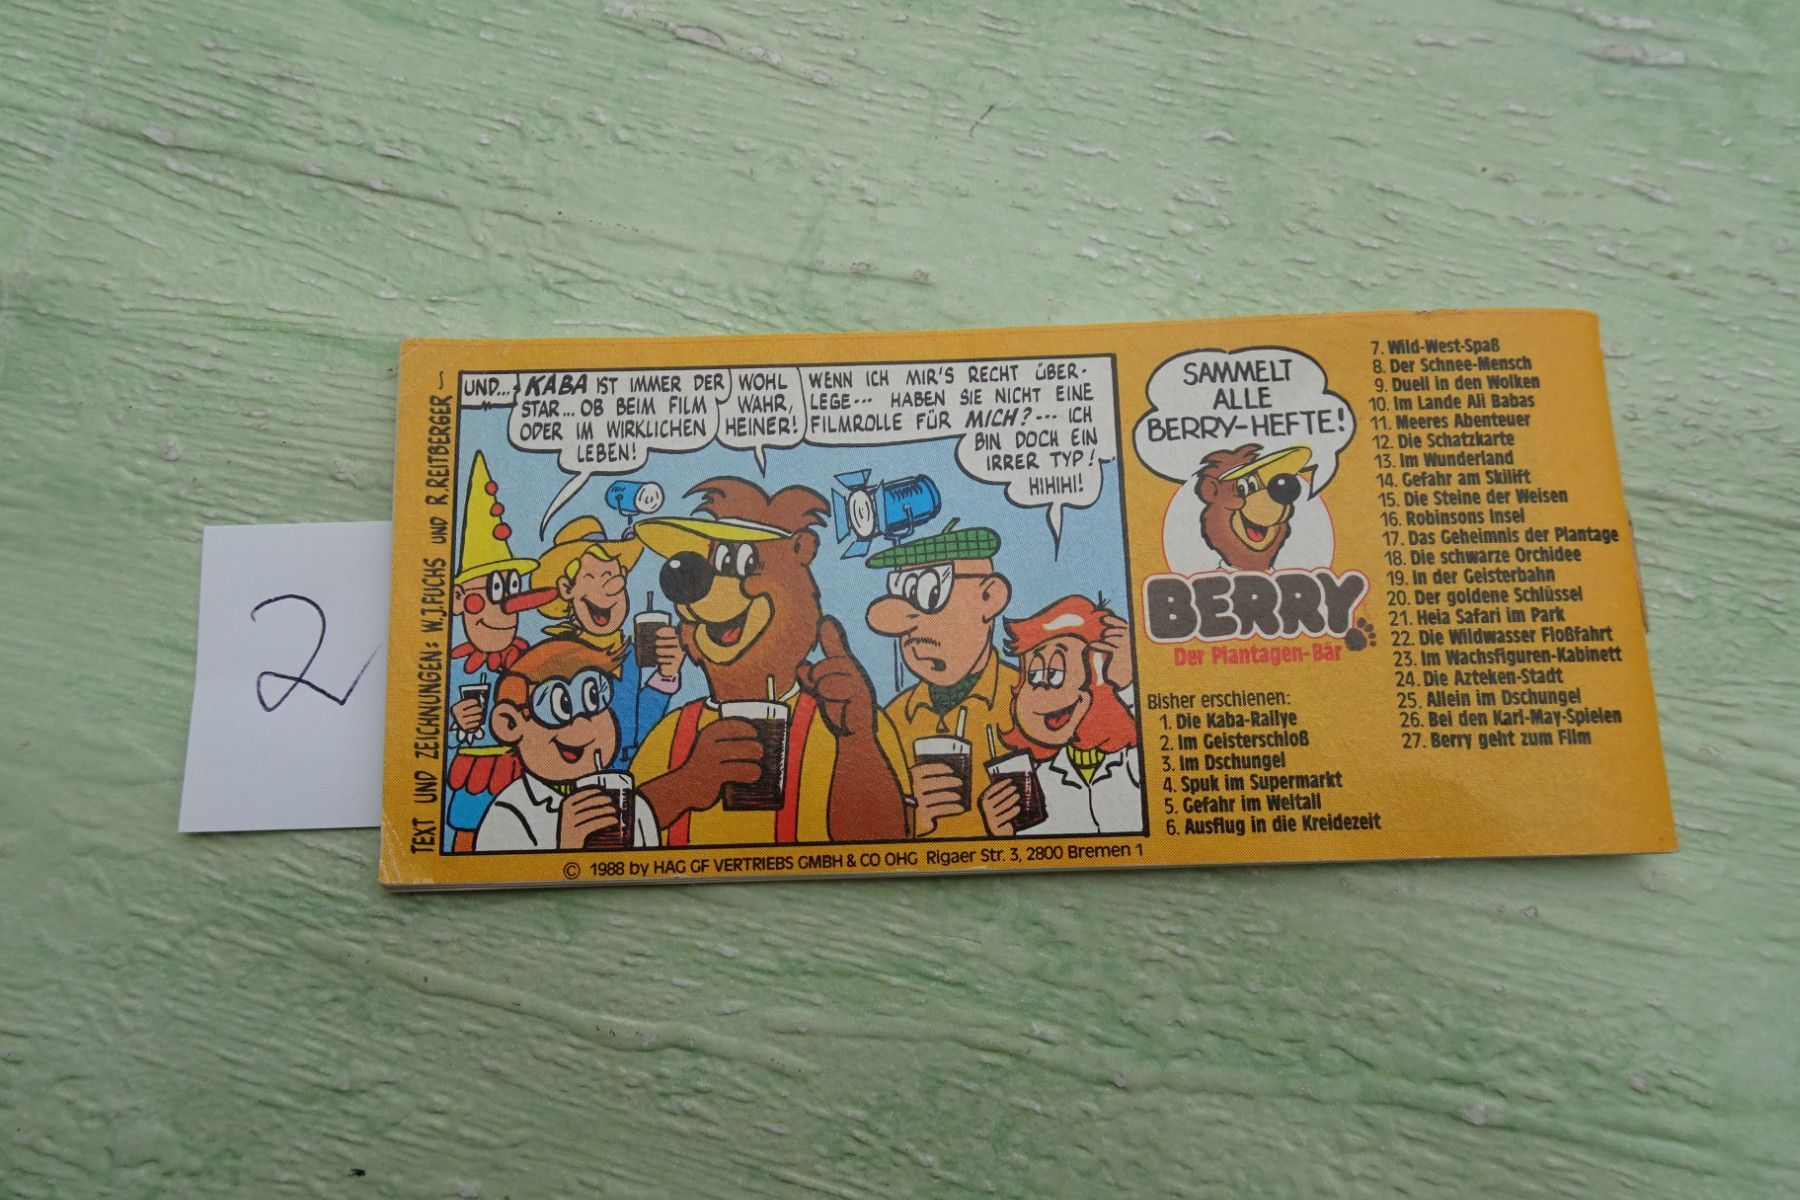 2
TEXT UND ZEICHNUNGEN: W.J.FUCHS UND R.REITBERGER
UND...
KABA IST IMMER DER
STAR... OB BEIM FILM
ODER IM WIRKLICHEN
LEBEN!
WOHL
WAHR,
HEINER!
WENN ICH MIR'S RECHT ÜBER-
LEGE... HABEN SIE NICHT EINE
FILMROLLE FÜR MICH?... ICH
BIN DOCH EIN
IRRER TYP!
HIHIHI!
© 1988 by HAG GF VERTRIEBS GMBH & CO OHG Rigaer Str. 3, 2800 Bremen 1
SAMMELT
ALLE
BERRY-HEFTE!
BERRY
Der Plantagen-Bär
Bisher erschienen:
1. Die Kaba-Rallye
2. Im Geisterschloß
3. Im Dschungel
4. Spuk im Supermarkt
5. Gefahr im Weltall
6. Ausflug in die Kreidezeit
7. Wild-West-Spaß
8. Der Schnee-Mensch
9. Duell in den Wolken
10. Im Lande Ali Babas
11. Meeres Abenteuer
12. Die Schatzkarte
13. Im Wunderland
14. Gefahr am Skilift
15. Die Steine der Weisen
16. Robinsons Insel
17. Das Geheimnis der Plantage
18. Die schwarze Orchidee
19. In der Geisterbahn
20. Der goldene Schlüssel
21. Heia Safari im Park
22. Die Wildwasser Floßfahrt
23. Im Wachsfiguren-Kabinett
24. Die Azteken-Stadt
25. Allein im Dschungel
26. Bei den Karl-May-Spielen
27. Berry geht zum Film